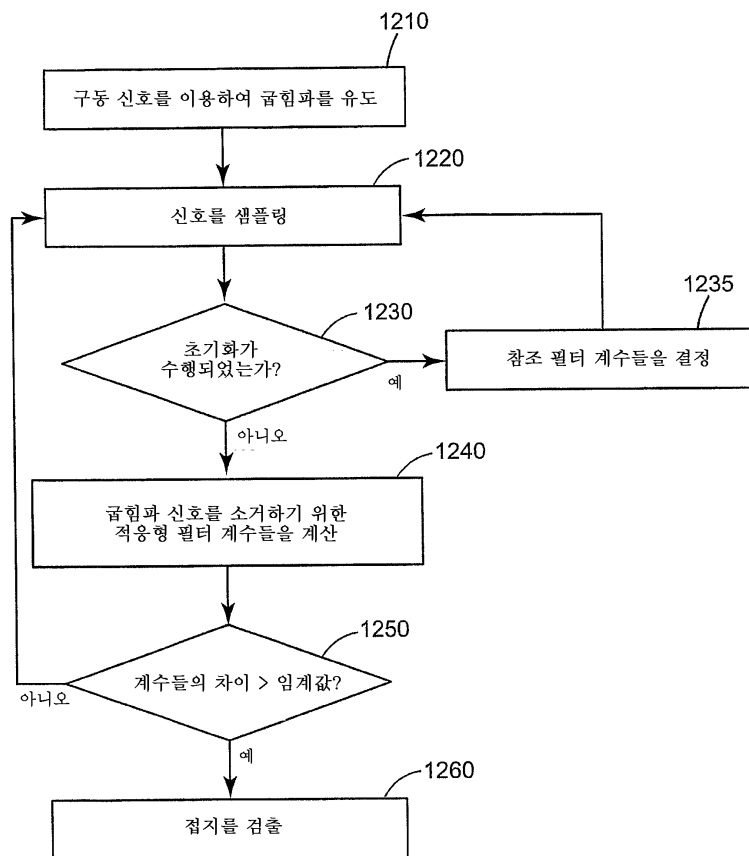 1210
구동 신호를 이용하여 굽힘파를 유도
1220
신호를 샘플링
1230
초기화가
수행되었는가?
예
1235
참조 필터 계수들을 결정
아니오
1240
굽힘파 신호를 소거하기 위한
적응형 필터 계수들을 계산
1250
계수들의 차이 > 임계값?
아니오
예
1260
접지를 검출